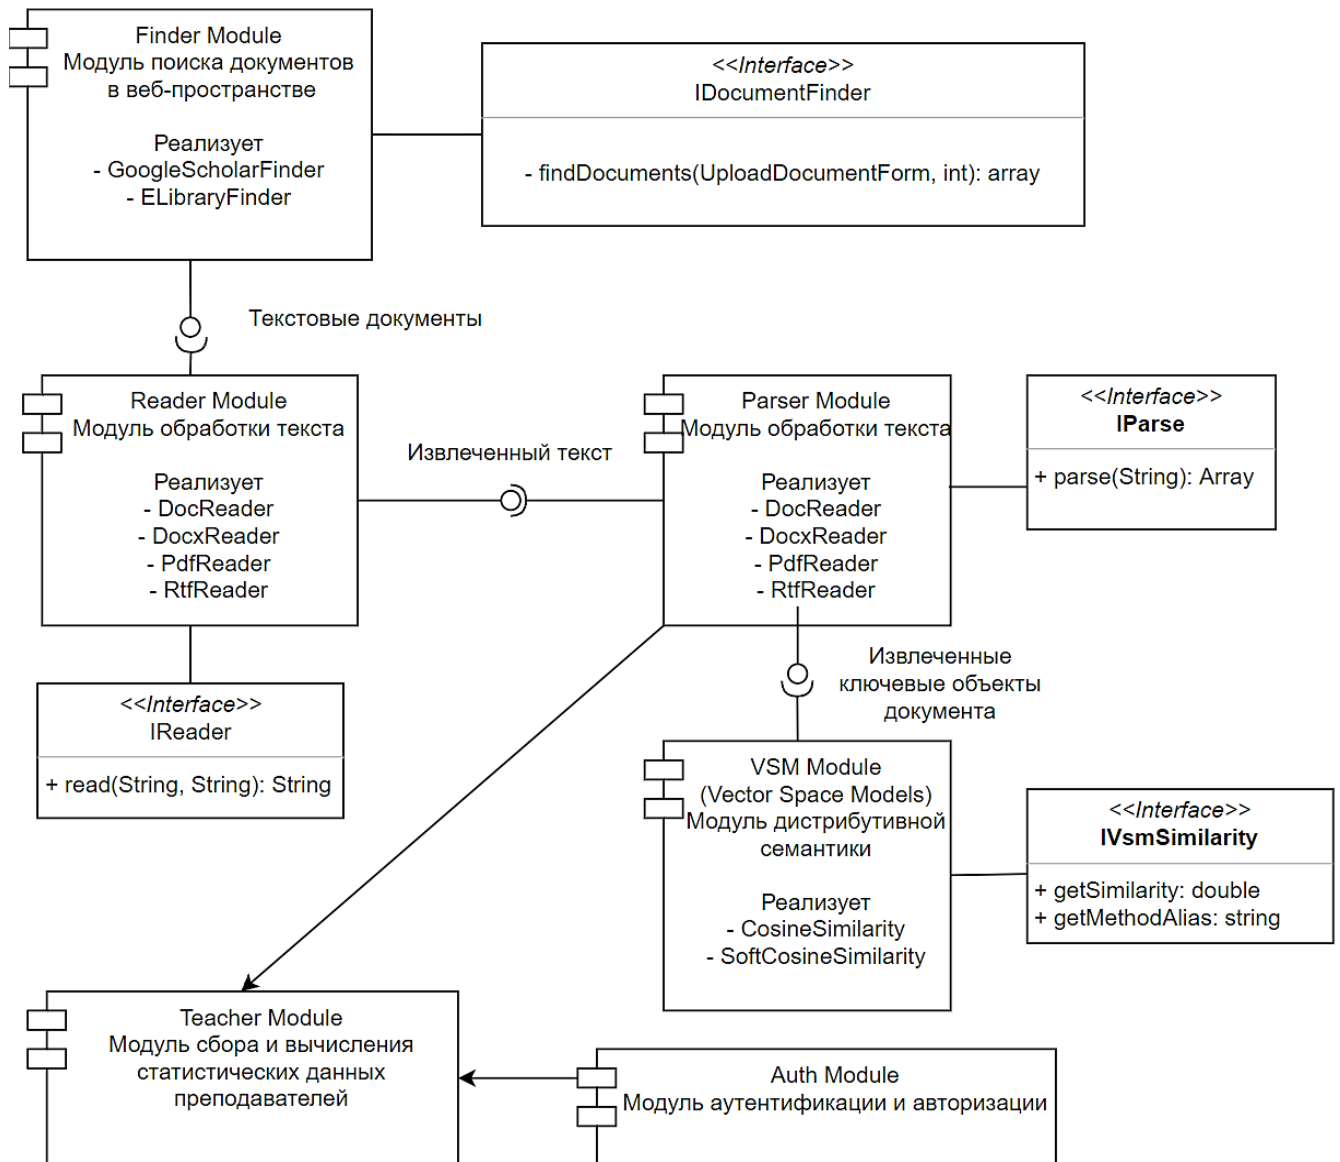 Finder Module
Модуль поиска документов
в веб-пространстве
Реализует
- GoogleScholarFinder
- ELibraryFinder
<<Interface>>
IDocumentFinder
- findDocuments(UploadDocumentForm, int): array
Текстовые документы
Reader Module
Модуль обработки текста
Реализует
- DocReader
- DocxReader
- PdfReader
- RtfReader
Извлеченный текст
Parser Module
Модуль обработки текста
Реализует
- DocReader
- DocxReader
- PdfReader
- RtfReader
<<Interface>>
IParse
+ parse(String): Array
<<Interface>>
IReader
+ read(String, String): String
Извлеченные
ключевые объекты
документа
VSM Module
(Vector Space Models)
Модуль дистрибутивной
семантики
Реализует
- CosineSimilarity
- SoftCosineSimilarity
<<Interface>>
IVsmSimilarity
+ getSimilarity: double
+ getMethodAlias: string
Teacher Module
Модуль сбора и вычисления
статистических данных
преподавателей
Auth Module
Модуль аутентификации и авторизации